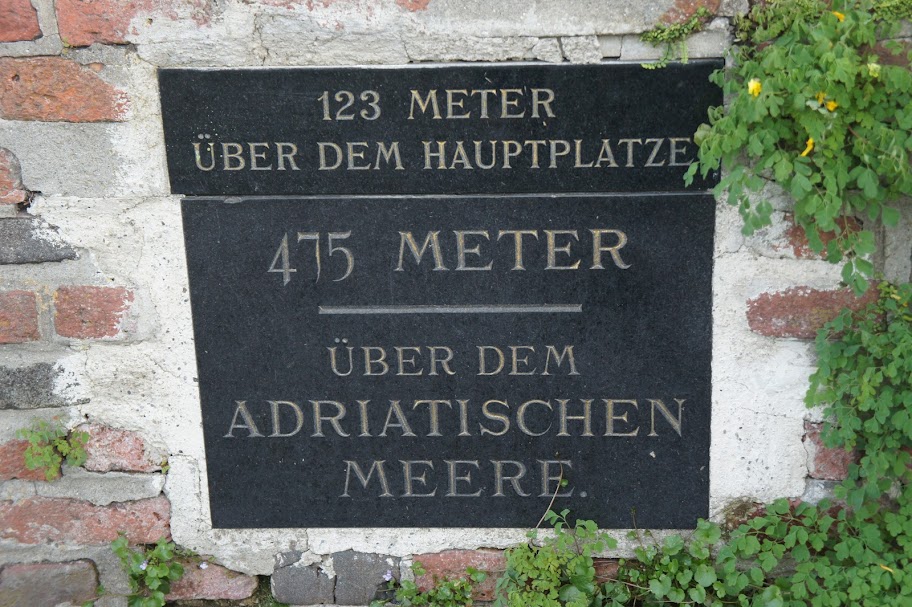 123 METER
ÜBER DEM HAUPTPLATZE
475 METER
ÜBER DEM
ADRIATISCHEN
MEERE.